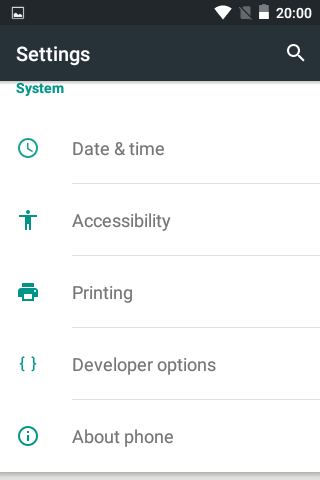 20:00
Settings
System
Date & time
Accessibility
Printing
{ } Developer options
About phone